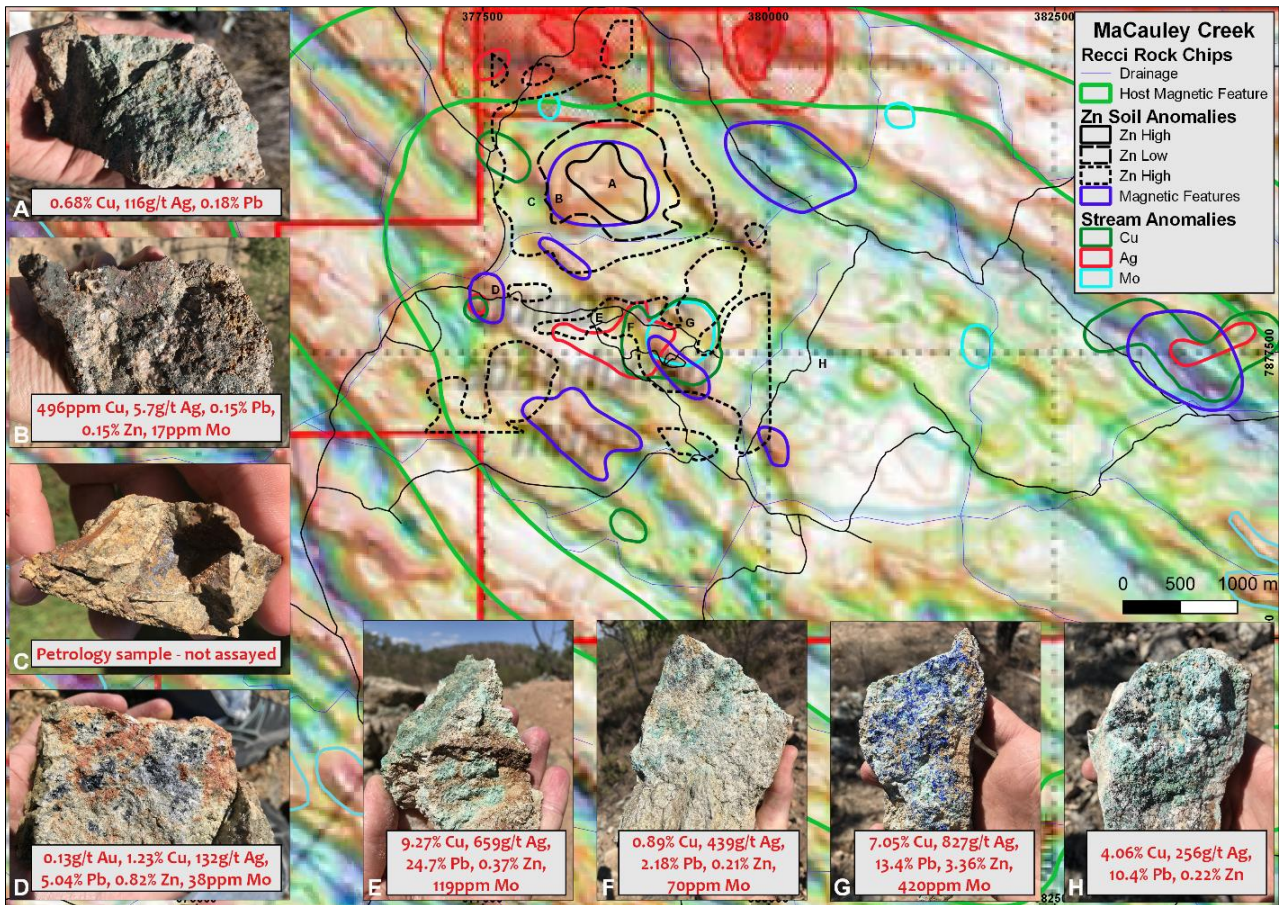 377500
380000
382500
MaCauley Creek
Recci Rock Chips
Drainage
Host Magnetic Feature
Zn Soil Anomalies
Zn High
Zn Low
Zn High
Magnetic Features
Stream Anomalies
Cu
Ag
Mo
7877500
A
B
C
D
E
F
G
H
0 500 1000 m
A
0.68% Cu, 116g/t Ag, 0.18% Pb
B
496ppm Cu, 5.7g/t Ag, 0.15% Pb,
0.15% Zn, 17ppm Mo
C
Petrology sample - not assayed
D
0.13g/t Au, 1.23% Cu, 132g/t Ag,
5.04% Pb, 0.82% Zn, 38ppm Mo
E
9.27% Cu, 659g/t Ag,
24.7% Pb, 0.37% Zn,
119ppm Mo
F
0.89% Cu, 439g/t Ag,
2.18% Pb, 0.21% Zn,
70ppm Mo
G
7.05% Cu, 827g/t Ag,
13.4% Pb, 3.36% Zn,
420ppm Mo
H
4.06% Cu, 256g/t Ag,
10.4% Pb, 0.22% Zn